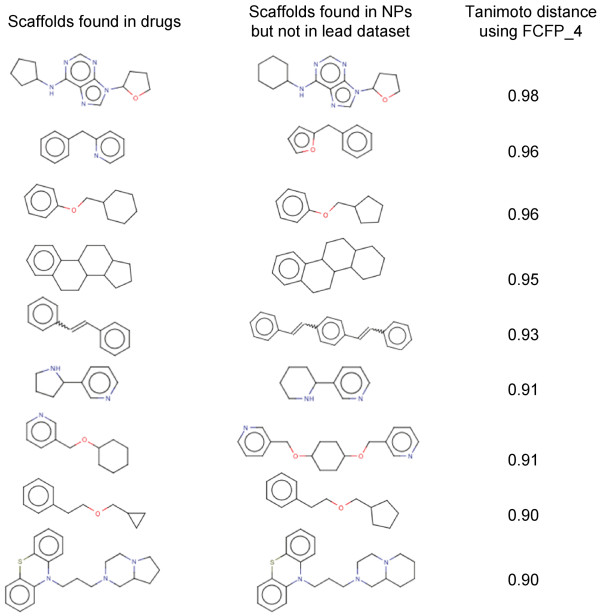 Scaffolds found in drugs
Scaffolds found in NPs
but not in lead dataset
Tanimoto distance
using FCFP_4
N
N
N
N
N
H
O
N
N
N
N
N
H
O
0.98
N
O
0.96
O
O
0.96
0.95
0.93
NH
N
NH
N
0.91
N
O
N
O
O
N
0.91
O
O
0.90
S
N
N
N
S
N
N
N
0.90